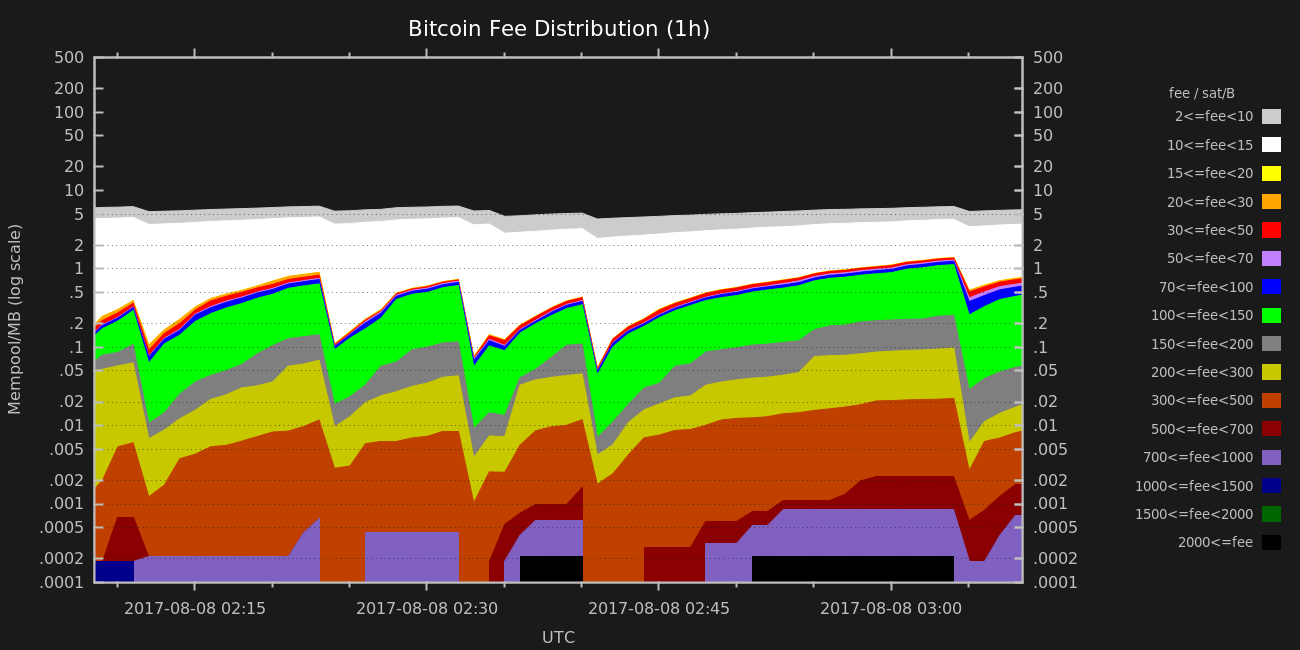 Bitcoin Fee Distribution (1h)
Mempool/MB (log scale)
500
200
100
50
20
10
5
2
1
.5
.2
.1
.05
.02
.01
.005
.002
.001
.0005
.0002
.0001
500
200
100
50
20
10
5
2
1
.5
.2
.1
.05
.02
.01
.005
.002
.001
.0005
.0002
.0001
2017-08-08 02:15
2017-08-08 02:30
2017-08-08 02:45
2017-08-08 03:00
UTC
fee / sat/B
2<=fee<10
10<=fee<15
15<=fee<20
20<=fee<30
30<=fee<50
50<=fee<70
70<=fee<100
100<=fee<150
150<=fee<200
200<=fee<300
300<=fee<500
500<=fee<700
700<=fee<1000
1000<=fee<1500
1500<=fee<2000
2000<=fee